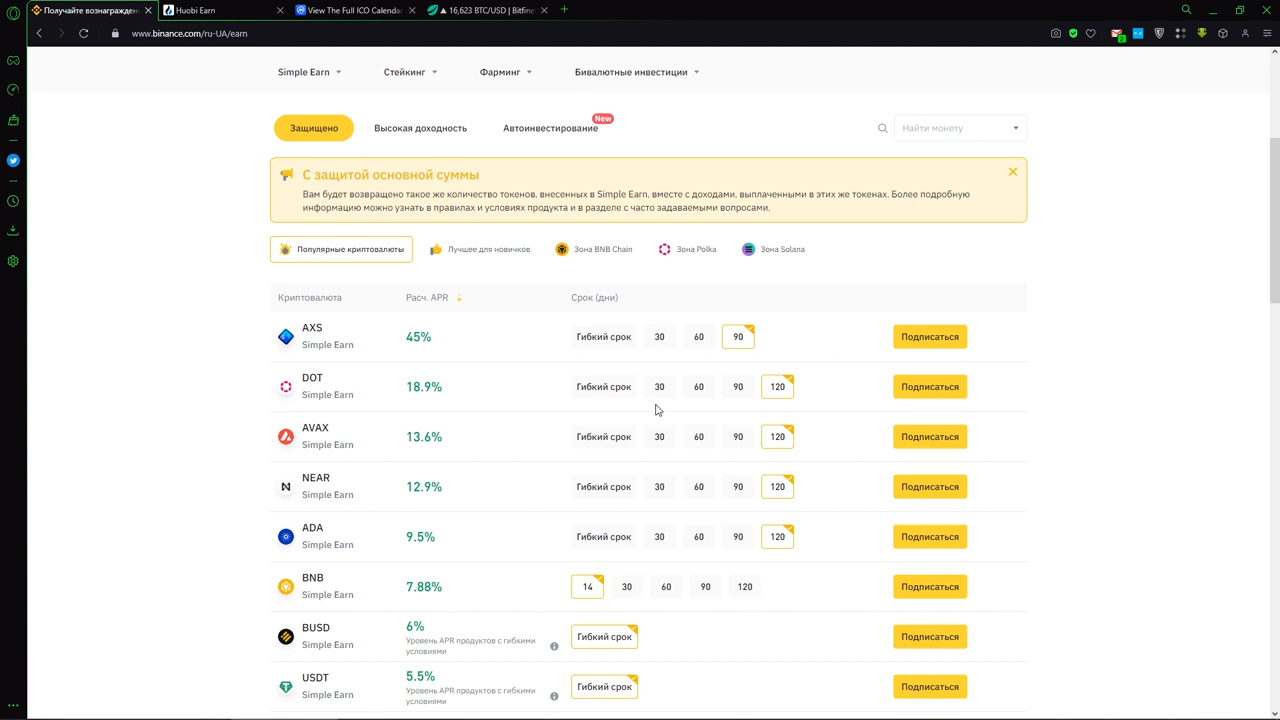 Получайте вознагражден
Huobi Earn
View The Full ICO Calenda
▲ 16,623 BTC/USD | Bitfine
www.binance.com/ru-UA/earn
Simple Earn
Стейкинг
Фарминг
Бивалютные инвестиции
Защищено
Высокая доходность
Автоинвестирование
New
Найти монету
С защитой основной суммы
Вам будет возвращено такое же количество токенов, внесенных в Simple Earn, вместе с доходами, выплаченными в этих же токенах. Более подробную
информацию можно узнать в правилах и условиях продукта и в разделе с часто задаваемыми вопросами.
Популярные криптовалюты
Лучшее для новичков
Зона BNB Chain
Зона Polka
Зона Solana
Криптовалюта Расч. APR Срок (дни)
AXS
Simple Earn
45%
Гибкий срок 30 60 90
Подписаться
DOT
Simple Earn
18.9%
Гибкий срок 30 60 90 120
Подписаться
AVAX
Simple Earn
13.6%
Гибкий срок 30 60 90 120
Подписаться
NEAR
Simple Earn
12.9%
Гибкий срок 30 60 90 120
Подписаться
ADA
Simple Earn
9.5%
Гибкий срок 30 60 90 120
Подписаться
BNB
Simple Earn
7.88%
14 30 60 90 120
Подписаться
BUSD
Simple Earn
6%
Уровень APR продуктов с гибкими
условиями
Гибкий срок
Подписаться
USDT
Simple Earn
5.5%
Уровень APR продуктов с гибкими
условиями
Гибкий срок
Подписаться